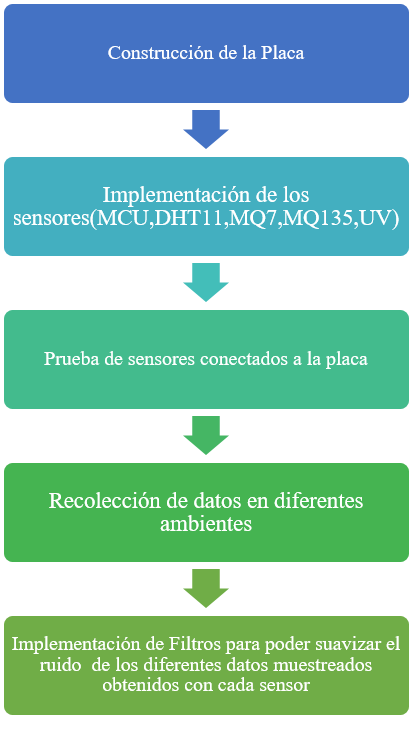 Construcción de la Placa
Implementación de los
sensores(MCU,DHT11,MQ7,MQ135,UV)
Prueba de sensores conectados a la placa
Recolección de datos en diferentes
ambientes
Implementación de Filtros para poder suavizar el
ruido  de los diferentes datos muestreados
obtenidos con cada sensor